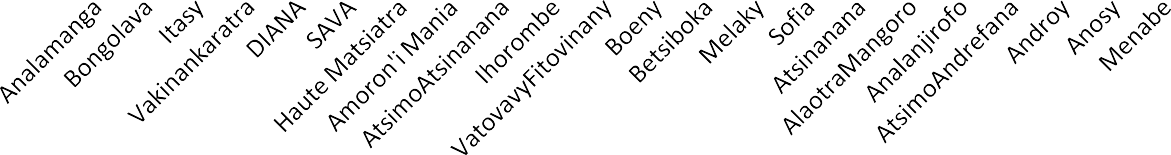 Analamanga
Bongolava
Itasy
Vakinankaratra
DIANA
SAVA
Haute Matsiatra
Amoron'i Mania
AtsimoAtsinanana
Ihorombe
VatovavyFitovinany
Boeny
Betsiboka
Melaky
Sofia
Atsinanana
AlaotraMangoro
Analanjirofo
AtsimoAndrefana
Androy
Anosy
Menabe